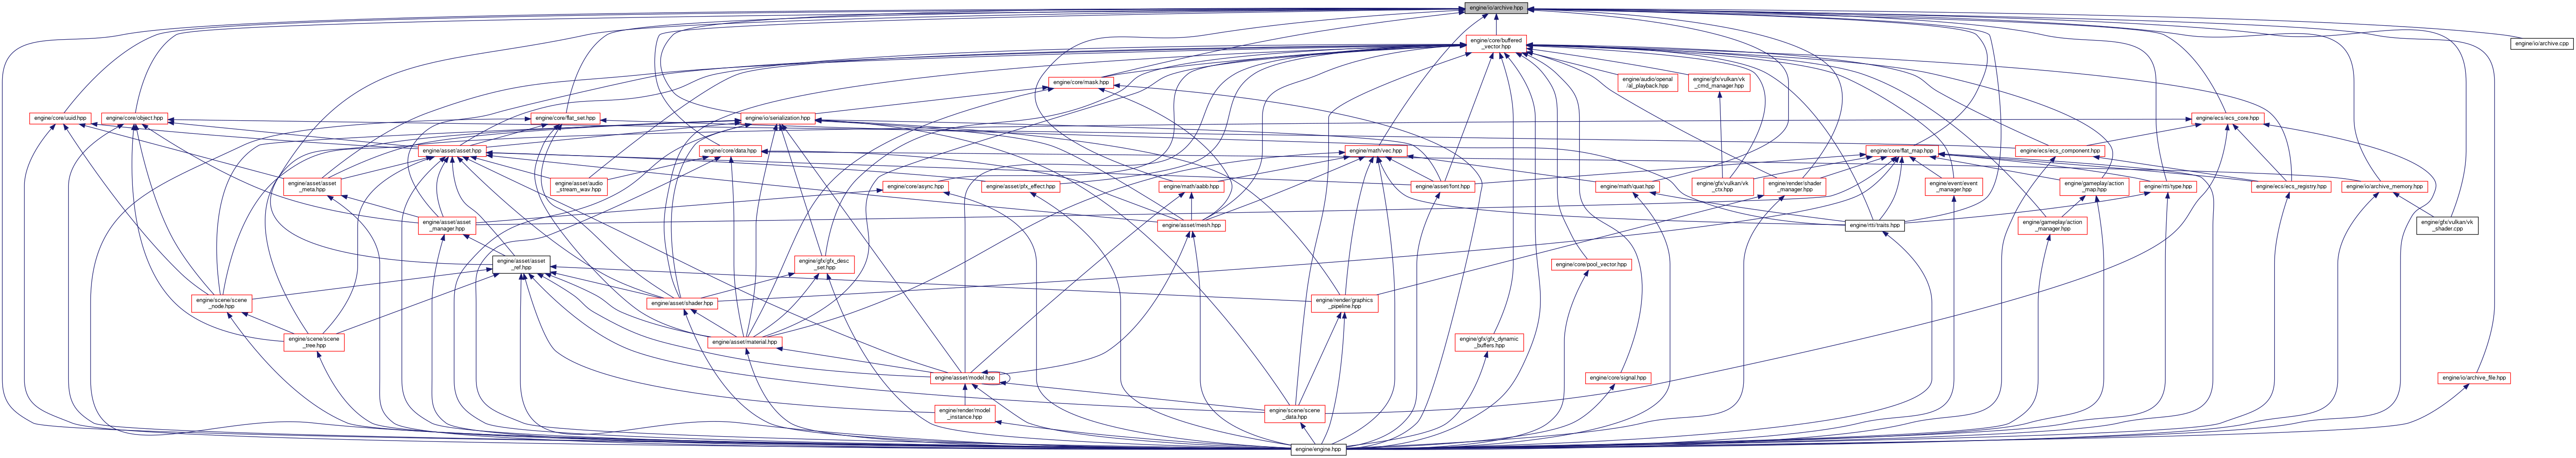 engine/io/archive.hpp
engine/core/buffered
_vector.hpp
engine/io/archive.cpp
engine/core/mask.hpp
engine/audio/openal
/al_playback.hpp
engine/gfx/vulkan/vk
_cmd_manager.hpp
engine/core/uuid.hpp
engine/core/object.hpp
engine/core/flat_set.hpp
engine/io/serialization.hpp
engine/ecs/ecs_core.hpp
engine/asset/asset.hpp
engine/core/data.hpp
engine/math/vec.hpp
engine/core/flat_map.hpp
engine/ecs/ecs_component.hpp
engine/asset/asset
_meta.hpp
engine/asset/audio
_stream_wav.hpp
engine/core/async.hpp
engine/asset/pfx_effect.hpp
engine/math/aabb.hpp
engine/asset/font.hpp
engine/math/quat.hpp
engine/gfx/vulkan/vk
_ctx.hpp
engine/render/shader
_manager.hpp
engine/event/event
_manager.hpp
engine/gameplay/action
_map.hpp
engine/rtti/type.hpp
engine/ecs/ecs_registry.hpp
engine/io/archive_memory.hpp
engine/asset/asset
_manager.hpp
engine/asset/mesh.hpp
engine/rtti/traits.hpp
engine/gameplay/action
_manager.hpp
engine/gfx/vulkan/vk
_shader.cpp
engine/asset/asset
_ref.hpp
engine/gfx/gfx_desc
_set.hpp
engine/core/pool_vector.hpp
engine/scene/scene
_node.hpp
engine/asset/shader.hpp
engine/render/graphics
_pipeline.hpp
engine/scene/scene
_tree.hpp
engine/asset/material.hpp
engine/gfx/gfx_dynamic
_buffers.hpp
engine/asset/model.hpp
engine/core/signal.hpp
engine/io/archive_file.hpp
engine/render/model
_instance.hpp
engine/scene/scene
_data.hpp
engine/engine.hpp